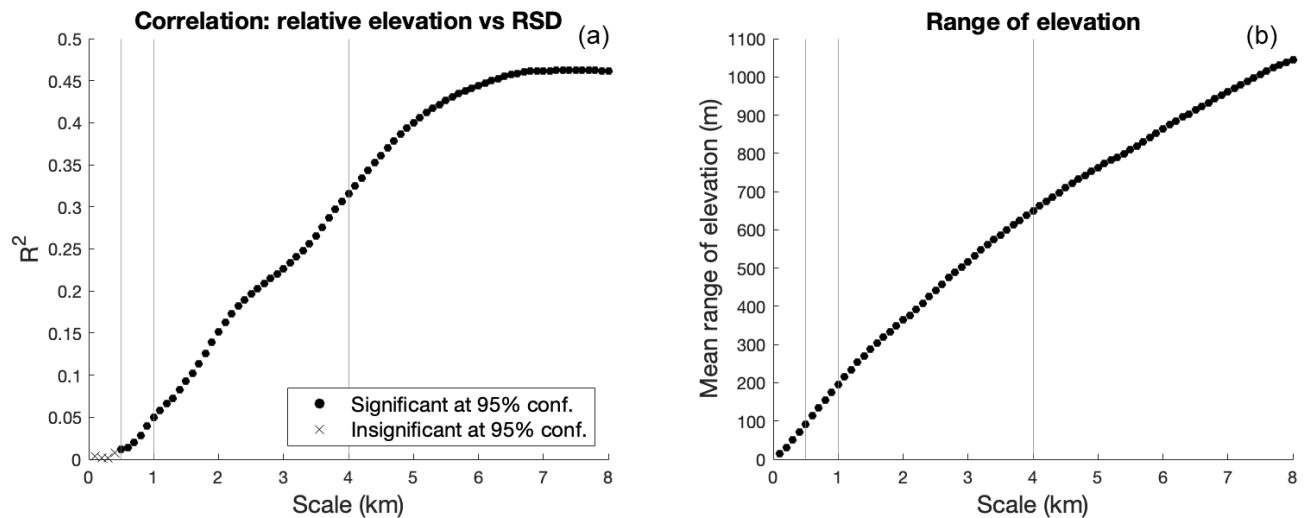 Correlation: relative elevation vs RSD
(a)
0.5
0.45
0.4
0.35
0.3
0.25
0.2
0.15
0.1
0.05
0
R²
Significant at 95% conf.
Insignificant at 95% conf.
0 1 2 3 4 5 6 7 8
Scale (km)
Range of elevation
(b)
1100
1000
900
800
700
600
500
400
300
200
100
0
Mean range of elevation (m)
0 1 2 3 4 5 6 7 8
Scale (km)